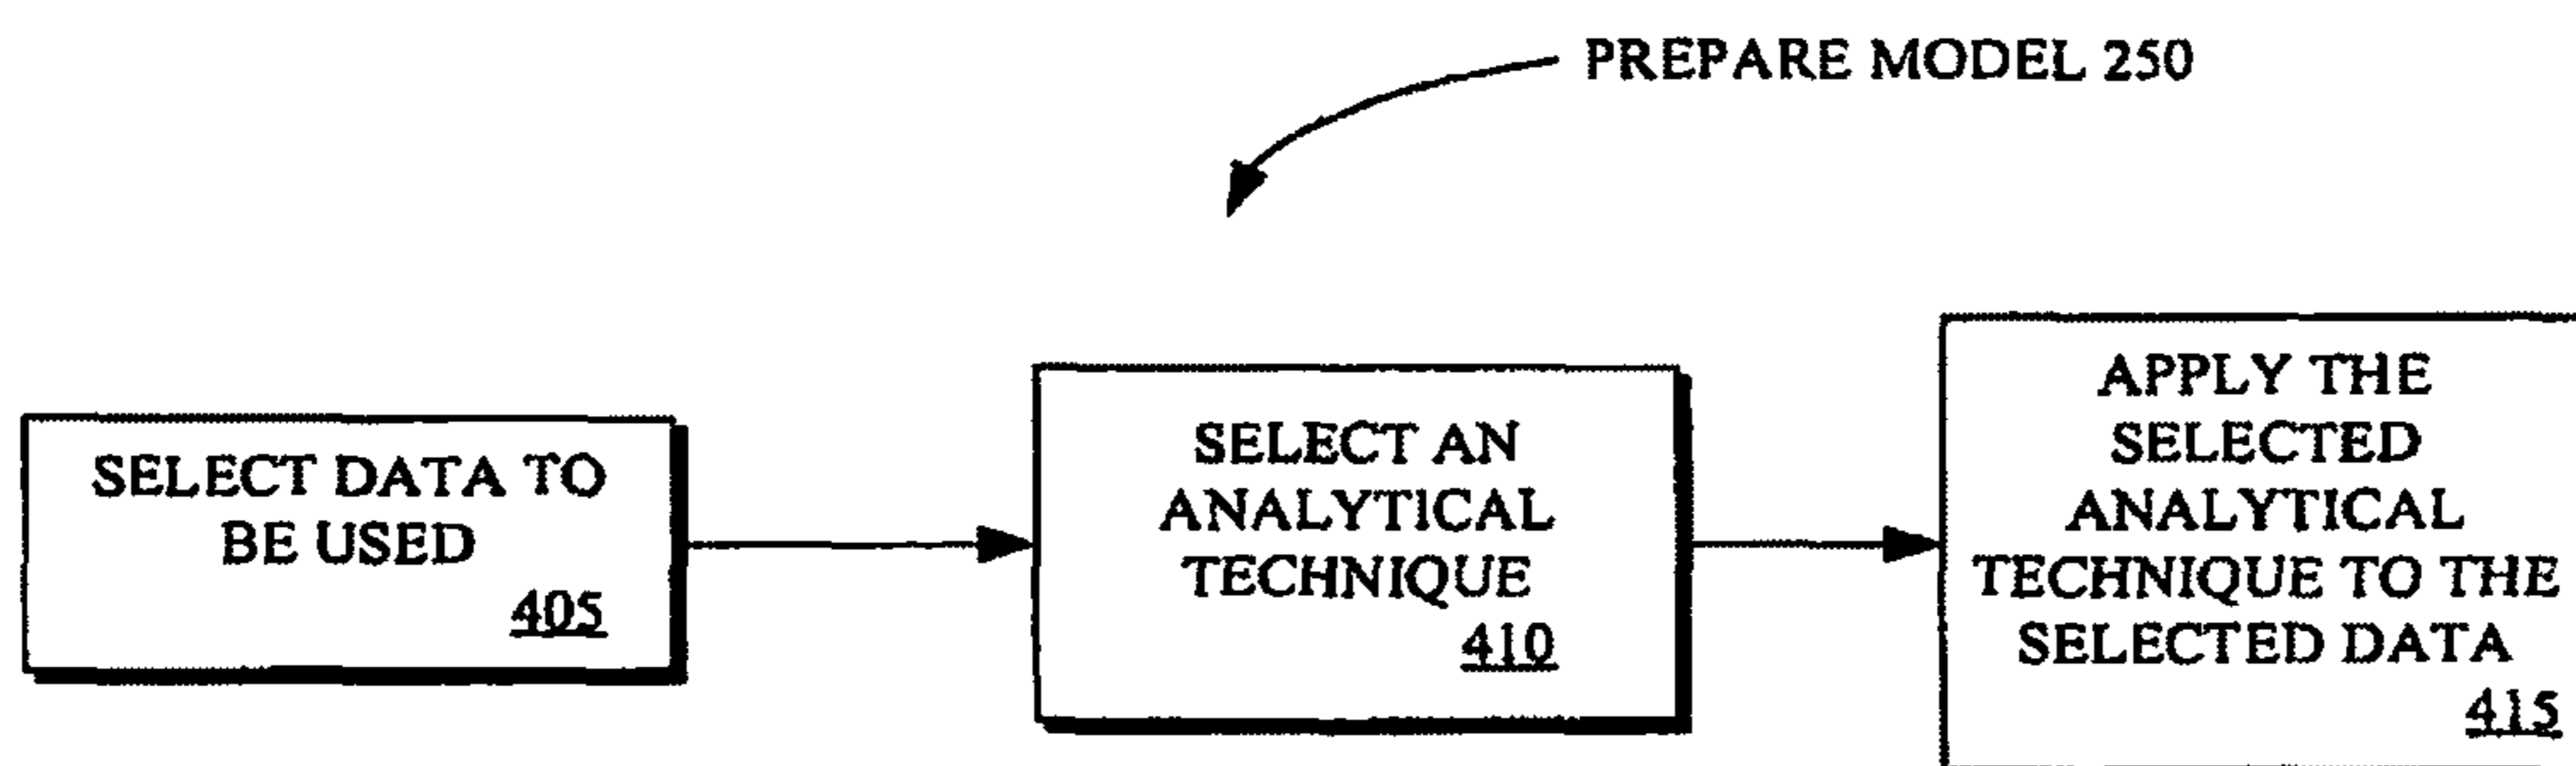 PREPARE MODEL 250
SELECT DATA TO
BE USED
405
SELECT AN
ANALYTICAL
TECHNIQUE
410
APPLY THE
SELECTED
ANALYTICAL
TECHNIQUE TO THE
SELECTED DATA
415